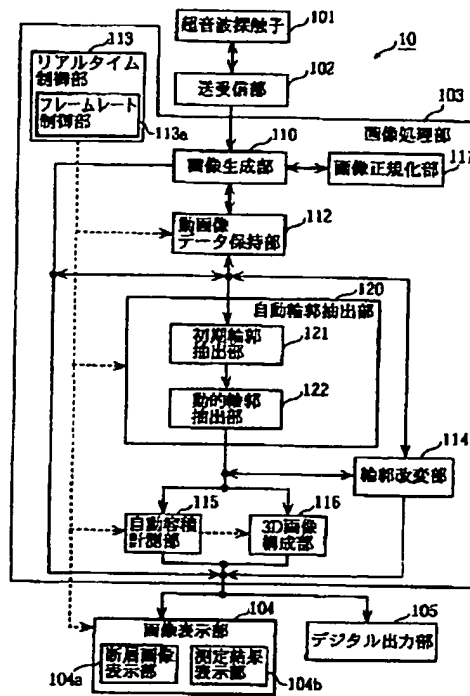 超音波探触子
101
10
送受信部
102
113
リアルタイム
制御部
フレームレート
制御部
113a
103
画像処理部
110
画像生成部
画像正規化部
動画像
データ保持部
112
120
自動輪郭抽出部
初期輪郭
抽出部
121
動的輪郭
抽出部
122
114
輪郭改変部
115
自動容積
計測部
116
3D画像
構成部
104
画像表示部
断層画像
表示部
104a
測定結果
表示部
104b
105
デジタル出力部